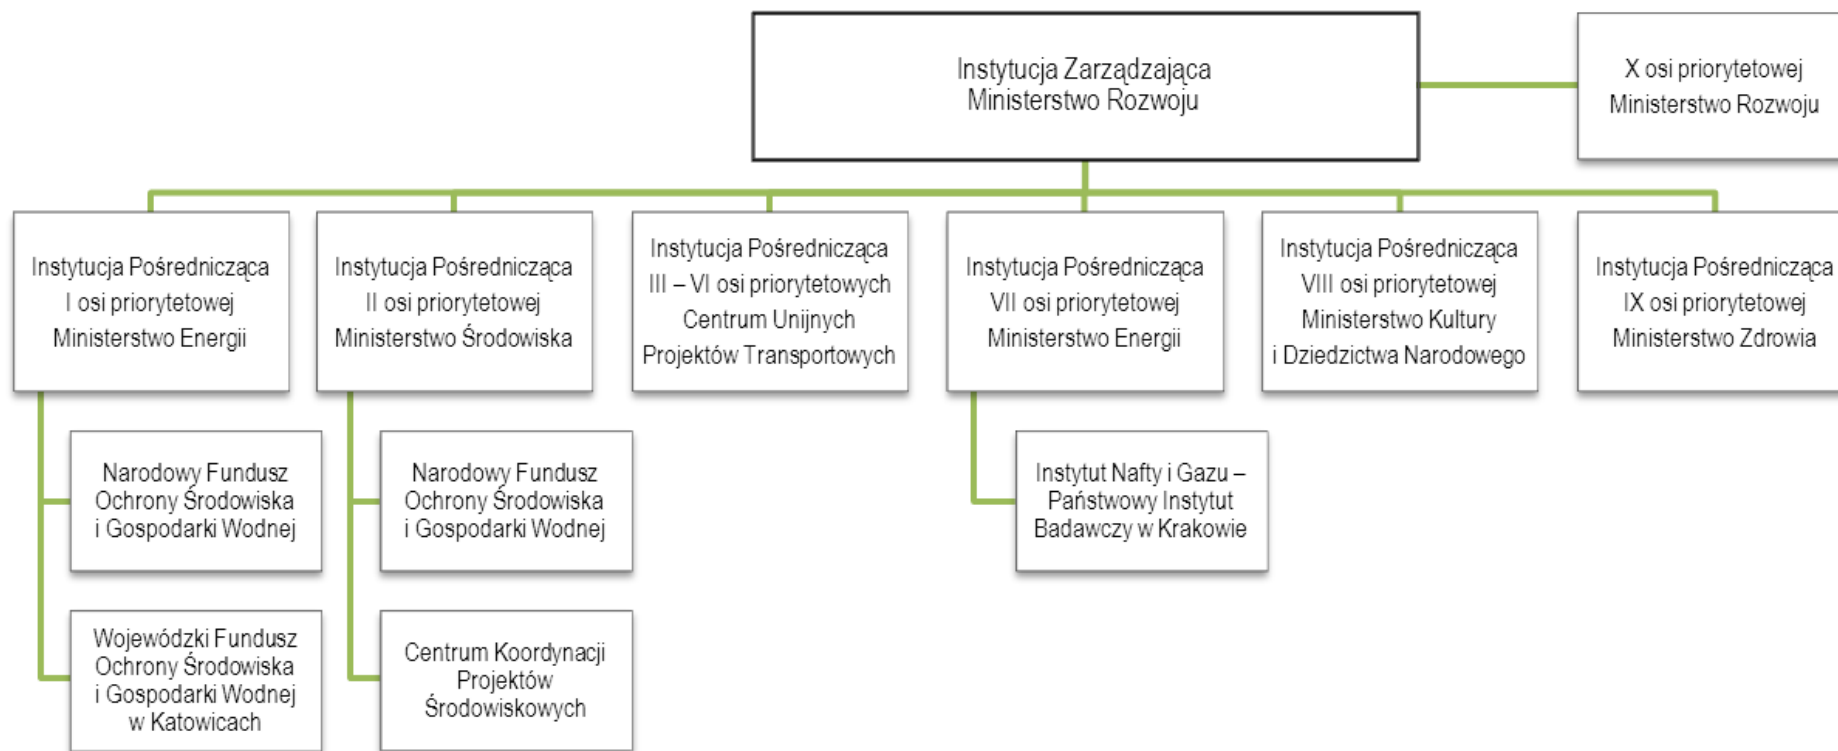 Instytucja Zarządzająca
Ministerstwo Rozwoju
X osi priorytetowej
Ministerstwo Rozwoju
Instytucja Pośrednicząca
I osi priorytetowej
Ministerstwo Energii
Instytucja Pośrednicząca
II osi priorytetowej
Ministerstwo Środowiska
Instytucja Pośrednicząca
III – VI osi priorytetowych
Centrum Unijnych
Projektów Transportowych
Instytucja Pośrednicząca
VII osi priorytetowej
Ministerstwo Energii
Instytucja Pośrednicząca
VIII osi priorytetowej
Ministerstwo Kultury
i Dziedzictwa Narodowego
Instytucja Pośrednicząca
IX osi priorytetowej
Ministerstwo Zdrowia
Narodowy Fundusz
Ochrony Środowiska
i Gospodarki Wodnej
Narodowy Fundusz
Ochrony Środowiska
i Gospodarki Wodnej
Instytut Nafty i Gazu –
Państwowy Instytut
Badawczy w Krakowie
Wojewódzki Fundusz
Ochrony Środowiska
i Gospodarki Wodnej
w Katowicach
Centrum Koordynacji
Projektów
Środowiskowych